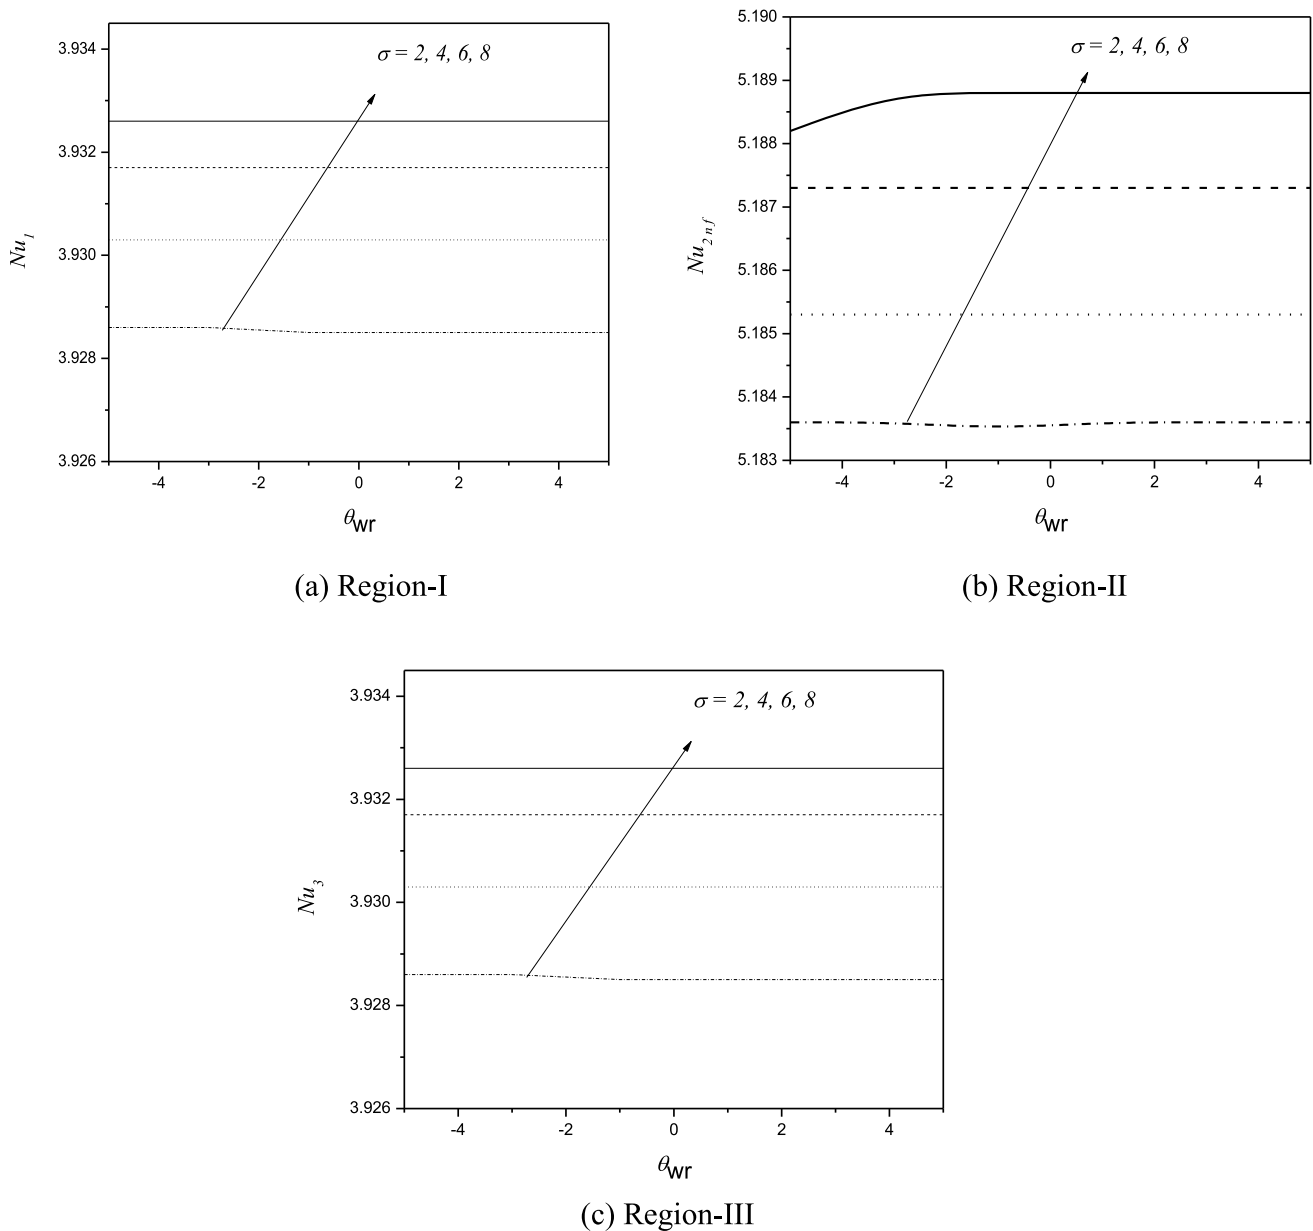 3.934
3.932
3.930
3.928
3.926
Nu1
σ = 2, 4, 6, 8
-4 -2 0 2 4
θwr
(a) Region-I
5.190
5.189
5.188
5.187
5.186
5.185
5.184
5.183
Nu2nf
σ = 2, 4, 6, 8
-4 -2 0 2 4
θwr
(b) Region-II
3.934
3.932
3.930
3.928
3.926
Nu3
σ = 2, 4, 6, 8
-4 -2 0 2 4
θwr
(c) Region-III